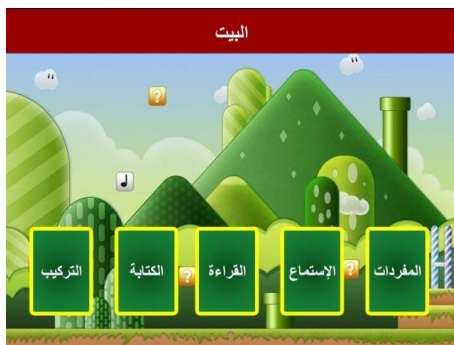 البيت
المفردات
الإستماع
القراءة
الكتابة
التركيب
?
?
?